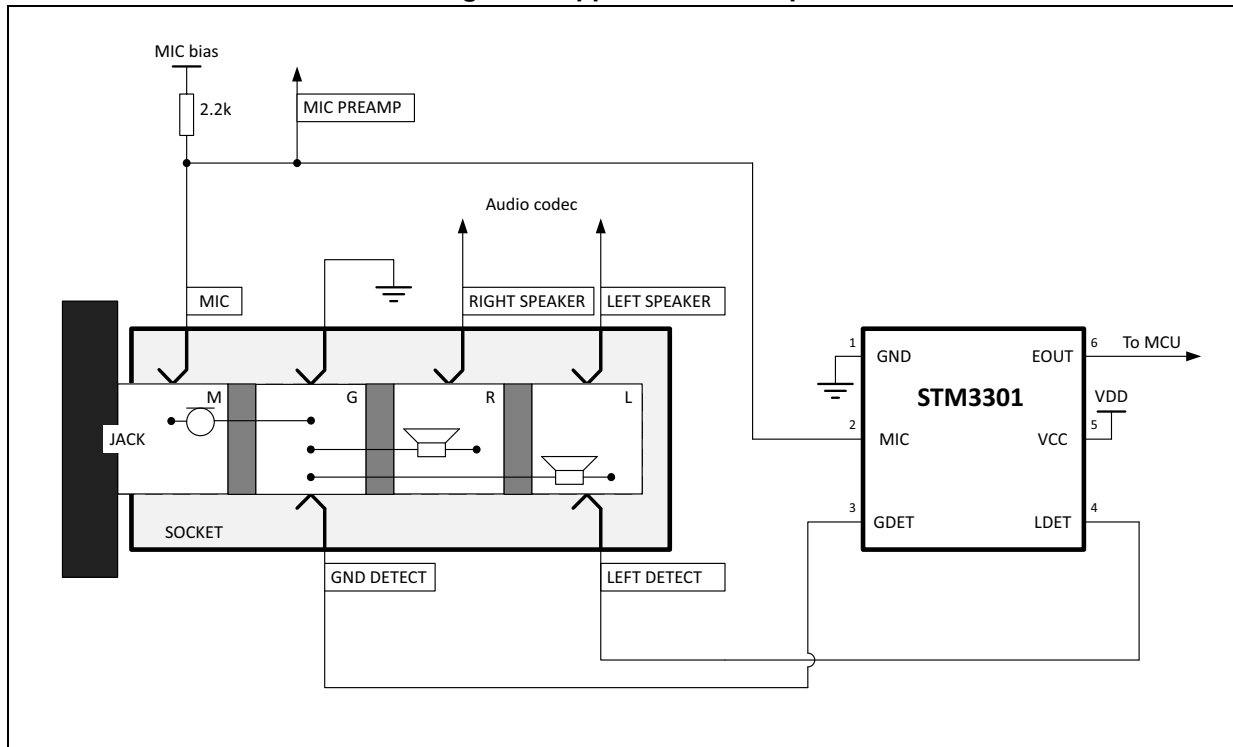 MIC bias
2.2k
MIC PREAMP
Audio codec
MIC
RIGHT SPEAKER
LEFT SPEAKER
M
G
R
L
JACK
SOCKET
GND DETECT
LEFT DETECT
1
GND
EOUT
6
To MCU
STM3301
VDD
2
MIC
VCC
5
3
GDET
LDET
4